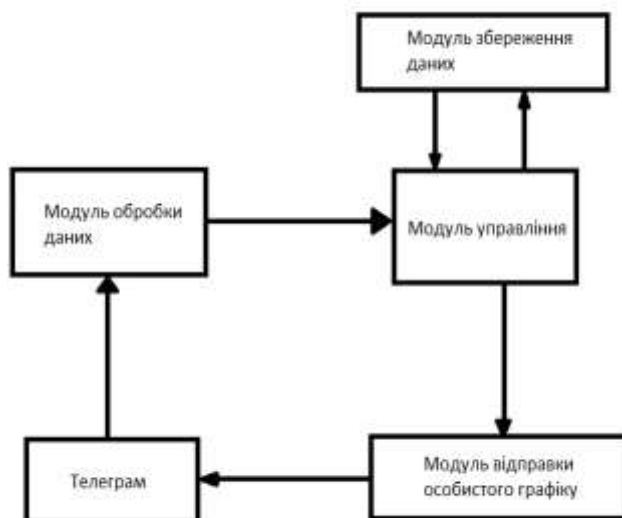 Модуль збереження
даних
Модуль обробки
даних
Модуль управління
Телеграм
Модуль відправки
особистого графіку